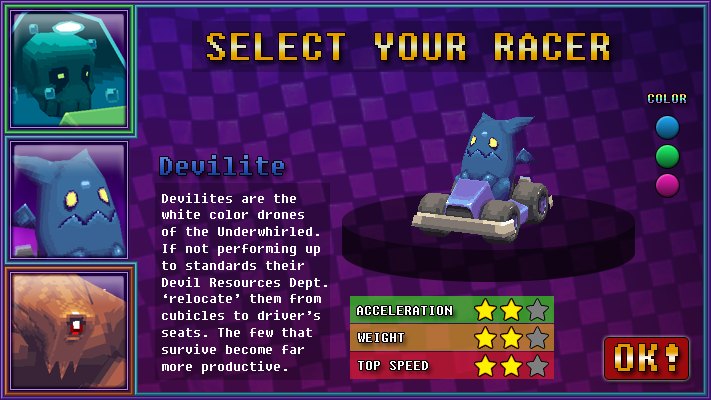 SELECT YOUR RACER
COLOR
Devilite
Devilites are the
white color drones
of the Underwhirled.
If not performing up
to standards their
Devil Resources Dept.
‘relocate’ them from
cubicles to driver’s
seats. The few that
survive become far
more productive.
ACCELERATION
WEIGHT
TOP SPEED
OK!